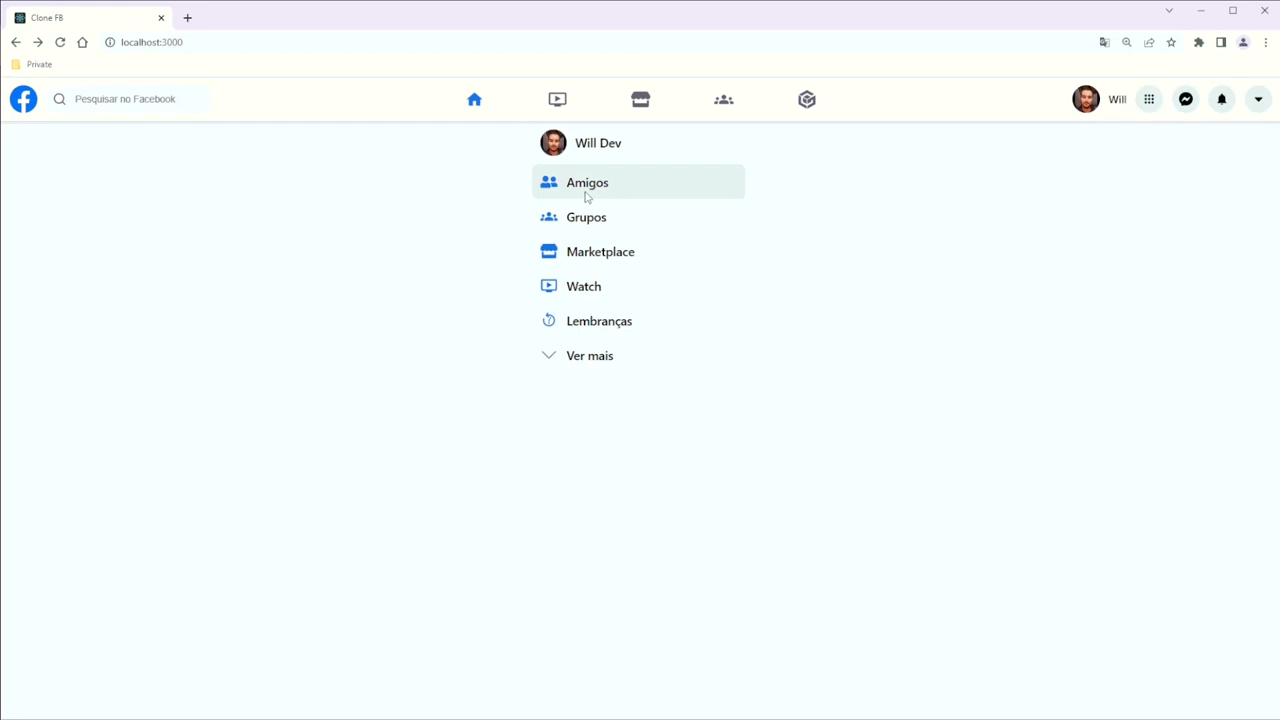 Clone FB
localhost:3000
Private
Pesquisar no Facebook
Will
Will Dev
Amigos
Grupos
Marketplace
Watch
Lembranças
Ver mais